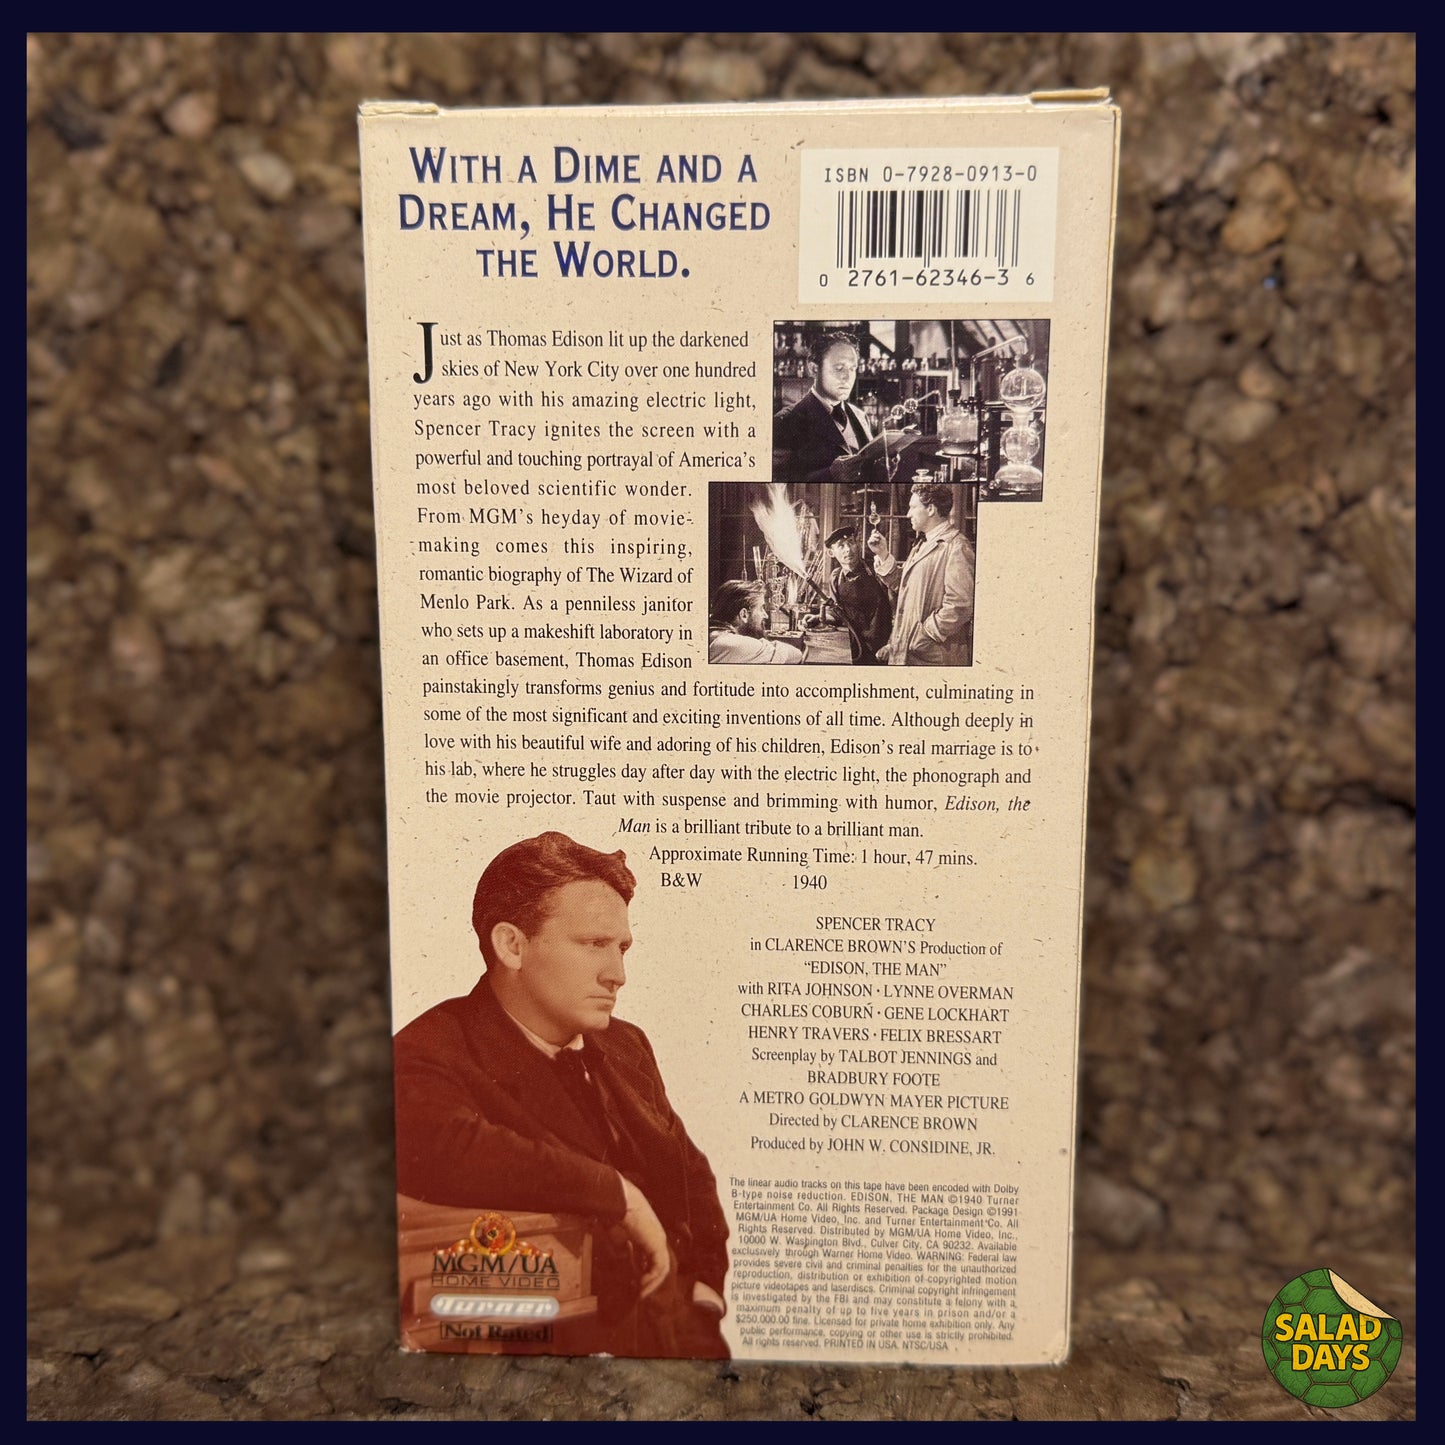 WITH A DIME AND A
DREAM, HE CHANGED
THE WORLD.
ISBN 0-7928-0913-0
0 2761-62346-3 6
Just as Thomas Edison lit up the darkened
skies of New York City over one hundred
years ago with his amazing electric light,
Spencer Tracy ignites the screen with a
powerful and touching portrayal of America's
most beloved scientific wonder.
From MGM's heyday of movie-
making comes this inspiring,
romantic biography of The Wizard of
Menlo Park. As a penniless janitor
who sets up a makeshift laboratory in
an office basement, Thomas Edison
painstakingly transforms genius and fortitude into accomplishment, culminating in
some of the most significant and exciting inventions of all time. Although deeply in
love with his beautiful wife and adoring of his children, Edison's real marriage is to
his lab, where he struggles day after day with the electric light, the phonograph and
the movie projector. Taut with suspense and brimming with humor, Edison, the
Man is a brilliant tribute to a brilliant man.
Approximate Running Time: 1 hour, 47 mins.
B&W 1940
SPENCER TRACY
in CLARENCE BROWN'S Production of
"EDISON, THE MAN"
with RITA JOHNSON · LYNNE OVERMAN
CHARLES COBURN · GENE LOCKHART
HENRY TRAVERS · FELIX BRESSART
Screenplay by TALBOT JENNINGS and
BRADBURY FOOTE
A METRO GOLDWYN MAYER PICTURE
Directed by CLARENCE BROWN
Produced by JOHN W. CONSIDINE, JR.
The linear audio tracks on this tape have been encoded with Dolby
B-type noise reduction. EDISON, THE MAN ©1940 Turner
Entertainment Co. All Rights Reserved. Package Design ©1991
MGM/UA Home Video, Inc. and Turner Entertainment Co. All
Rights Reserved. Distributed by MGM/UA Home Video, Inc.,
10000 W. Washington Blvd., Culver City, CA 90232. Available
exclusively through Warner Home Video. WARNING: Federal law
provides severe civil and criminal penalties for the unauthorized
reproduction, distribution or exhibition of copyrighted motion
picture videotapes and laserdiscs. Criminal copyright infringement
is investigated by the FBI and may constitute a felony with a
maximum penalty of up to five years in prison and/or a
$250,000.00 fine. Licensed for private home exhibition only. Any
public performance, copying or other use is strictly prohibited.
All rights reserved. PRINTED IN USA. NTSC/USA
MGM/UA
HOME VIDEO
Turner
Not Rated
SALAD
DAYS